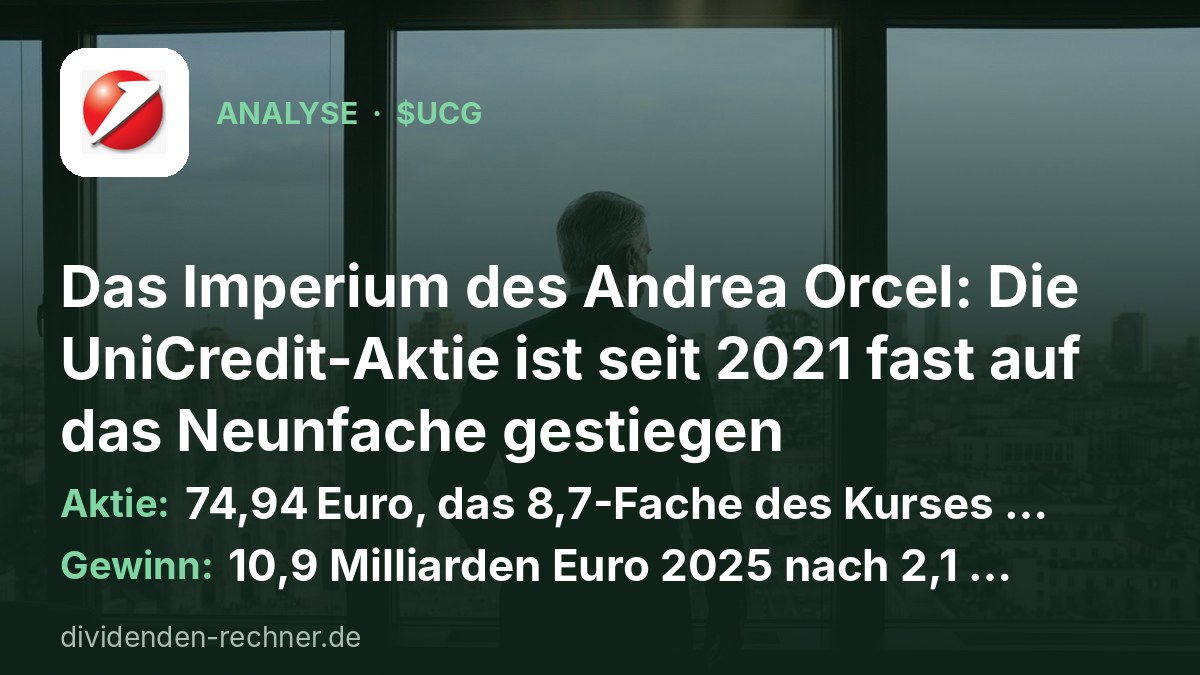 ANALYSE · $UCG
Das Imperium des Andrea Orcel: Die
UniCredit-Aktie ist seit 2021 fast auf
das Neunfache gestiegen
Aktie: 74,94 Euro, das 8,7-Fache des Kurses …
Gewinn: 10,9 Milliarden Euro 2025 nach 2,1 …
dividenden-rechner.de